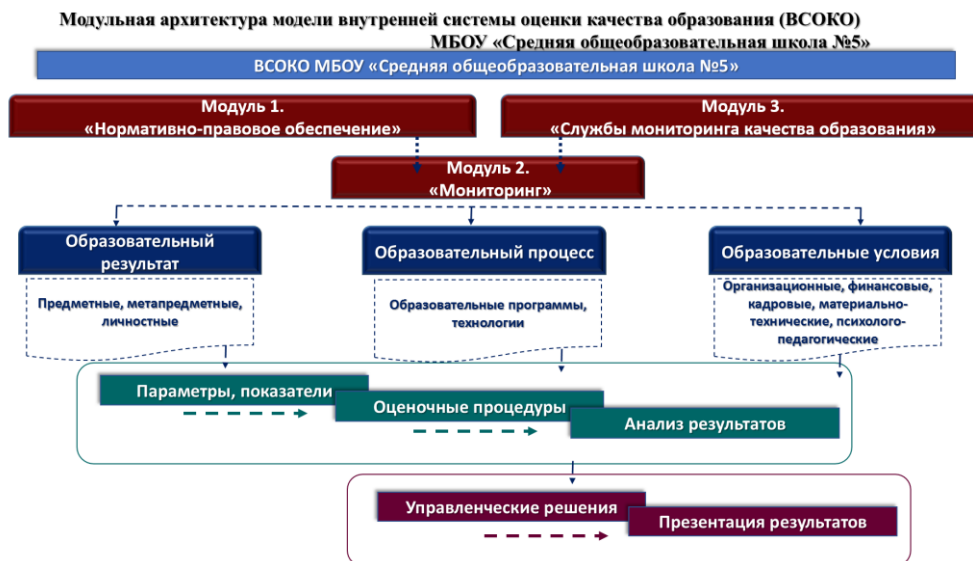 Модульная архитектура модели внутренней системы оценки качества образования (ВСОКО)
МБОУ «Средняя общеобразовательная школа №5»
ВСОКО МБОУ «Средняя общеобразовательная школа №5»
Модуль 1.
«Нормативно-правовое обеспечение»
Модуль 3.
«Службы мониторинга качества образования»
Модуль 2.
«Мониторинг»
Образовательный
результат
Образовательный процесс
Образовательные условия
Предметные, метапредметные,
личностные
Образовательные программы,
технологии
Организационные, финансовые,
кадровые, материально-
технические, психолого-
педагогические
Параметры, показатели
Оценочные процедуры
Анализ результатов
Управленческие решения
Презентация результатов